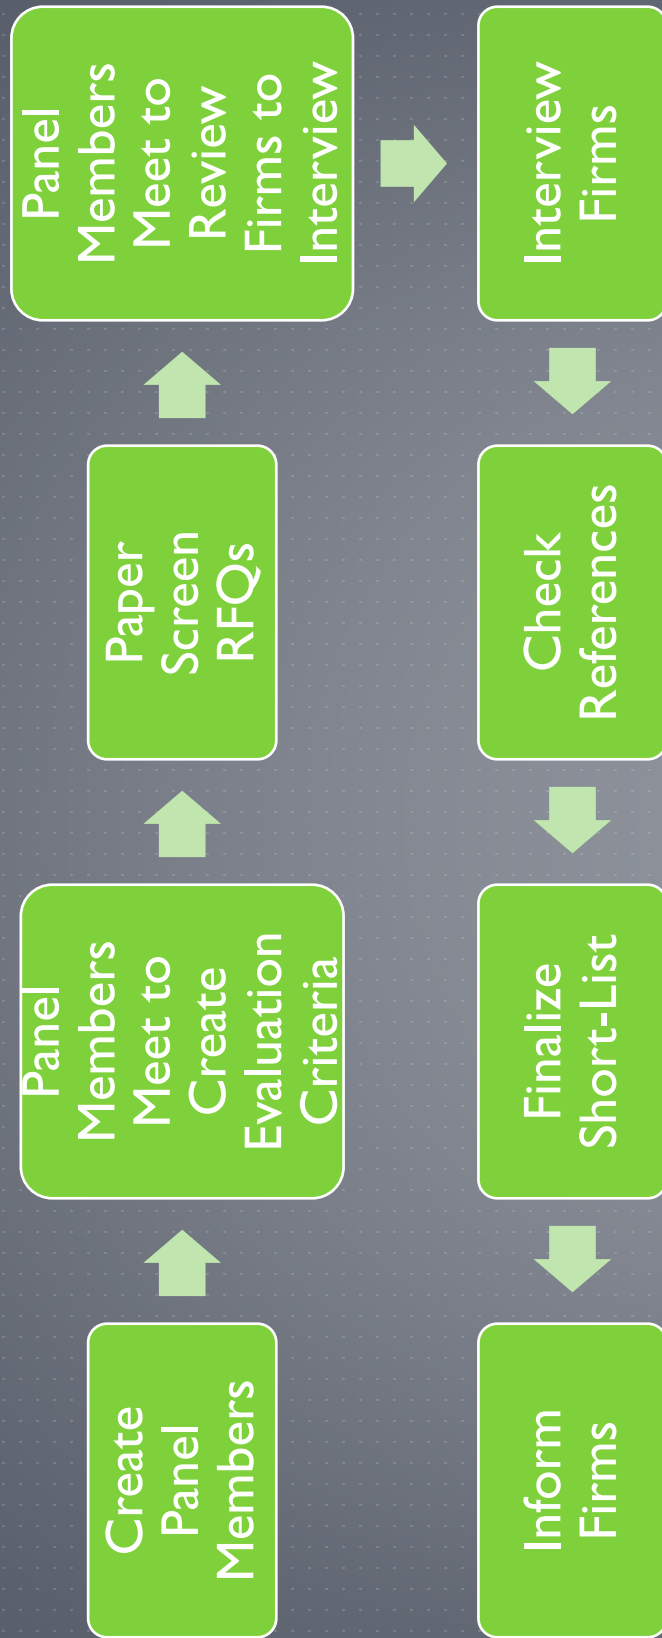 Create
Panel
Members
Panel
Members
Meet to
Create
Evaluation
Criteria
Paper
Screen
RFQs
Panel
Members
Meet to
Review
Firms to
Interview
Interview
Firms
Check
References
Finalize
Short-List
Inform
Firms